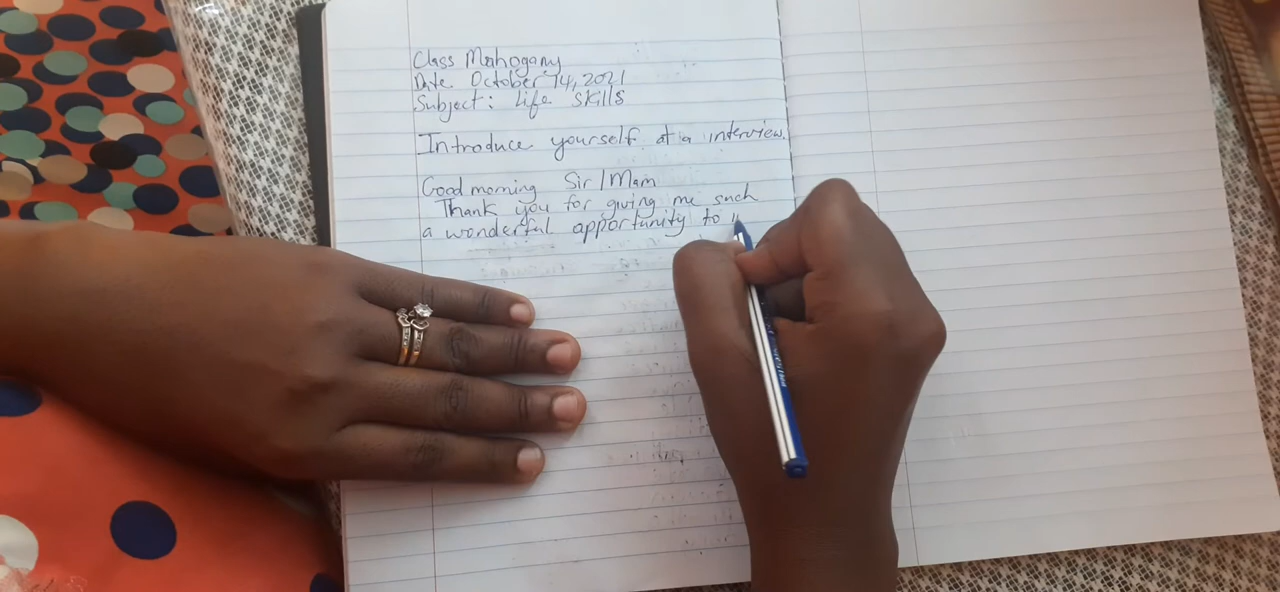 Class Mahogany
Date October 14, 2021
Subject: Life skills
Introduce yourself at a interview.
Good morning Sir/Mam
Thank you for giving me such
a wonderful apportunity to